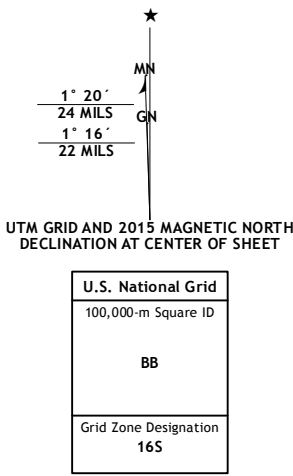 ★
MN
1° 20´
24 MILS
GN
1° 16´
22 MILS
UTM GRID AND 2015 MAGNETIC NORTH
DECLINATION AT CENTER OF SHEET
U.S. National Grid
100,000-m Square ID
BB
Grid Zone Designation
16S